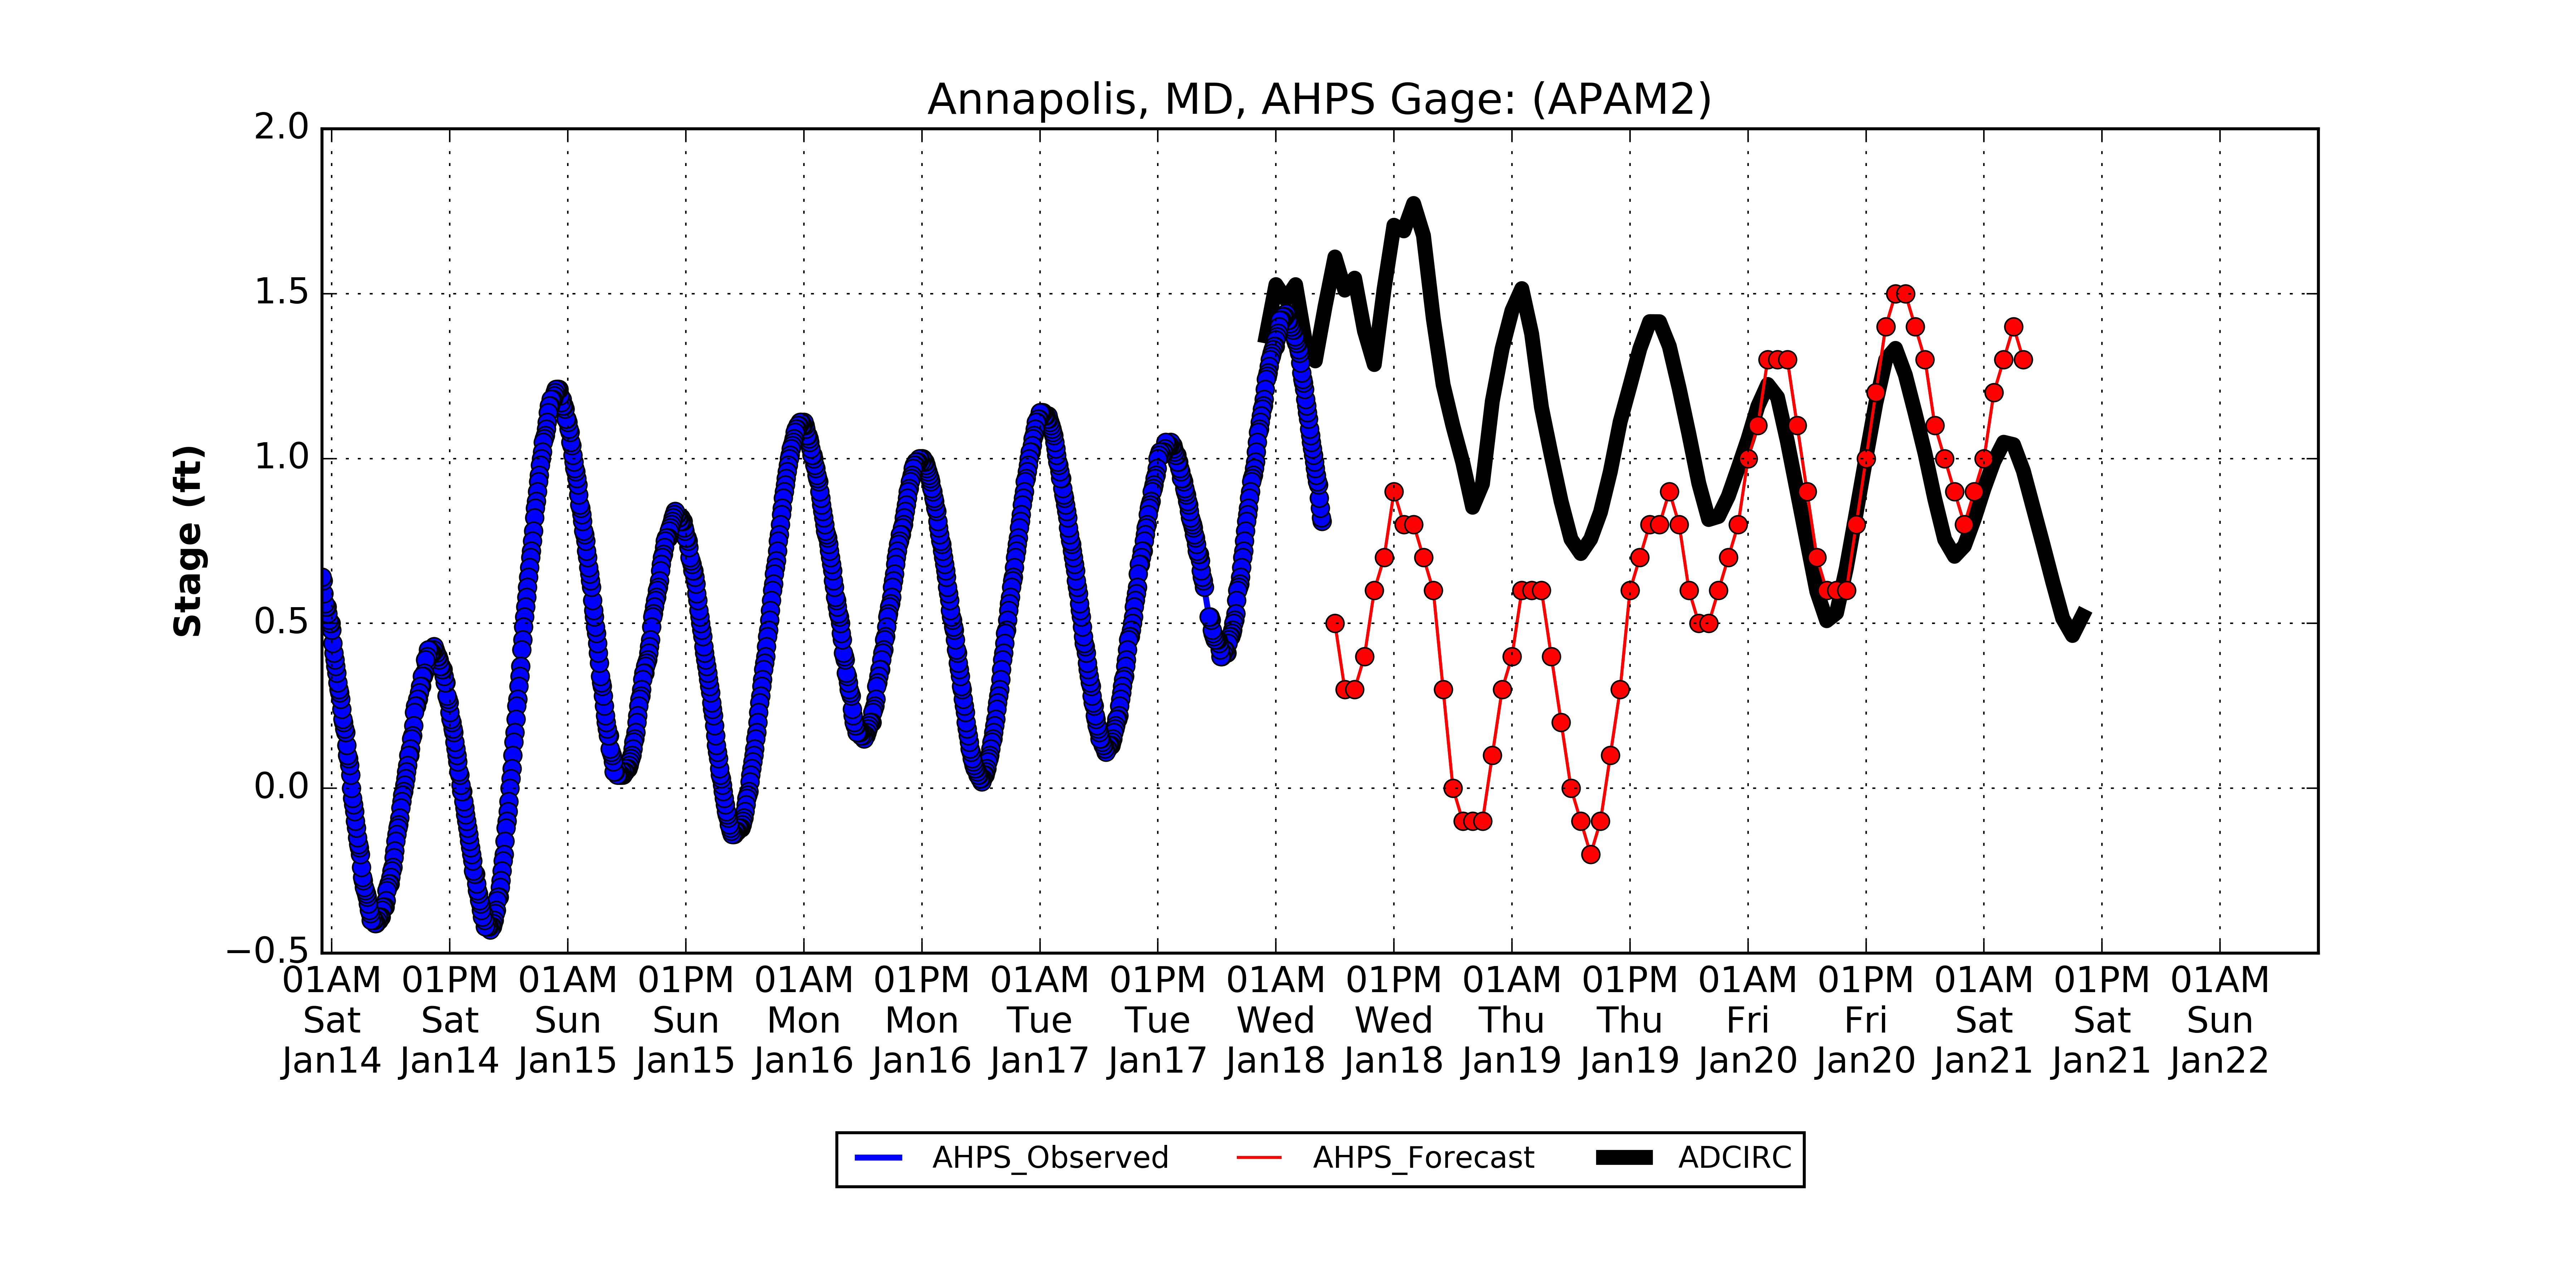 Annapolis, MD, AHPS Gage: (APAM2)
Stage (ft)
2.0
1.5
1.0
0.5
0.0
−0.5
01AM 01PM 01AM 01PM 01AM 01PM 01AM 01PM 01AM 01PM 01AM 01PM 01AM 01PM 01AM 01PM 01AM
Sat Sat Sun Sun Mon Mon Tue Tue Wed Wed Thu Thu Fri Fri Sat Sat Sun
Jan14 Jan14 Jan15 Jan15 Jan16 Jan16 Jan17 Jan17 Jan18 Jan18 Jan19 Jan19 Jan20 Jan20 Jan21 Jan21 Jan22
AHPS_Observed AHPS_Forecast ADCIRC